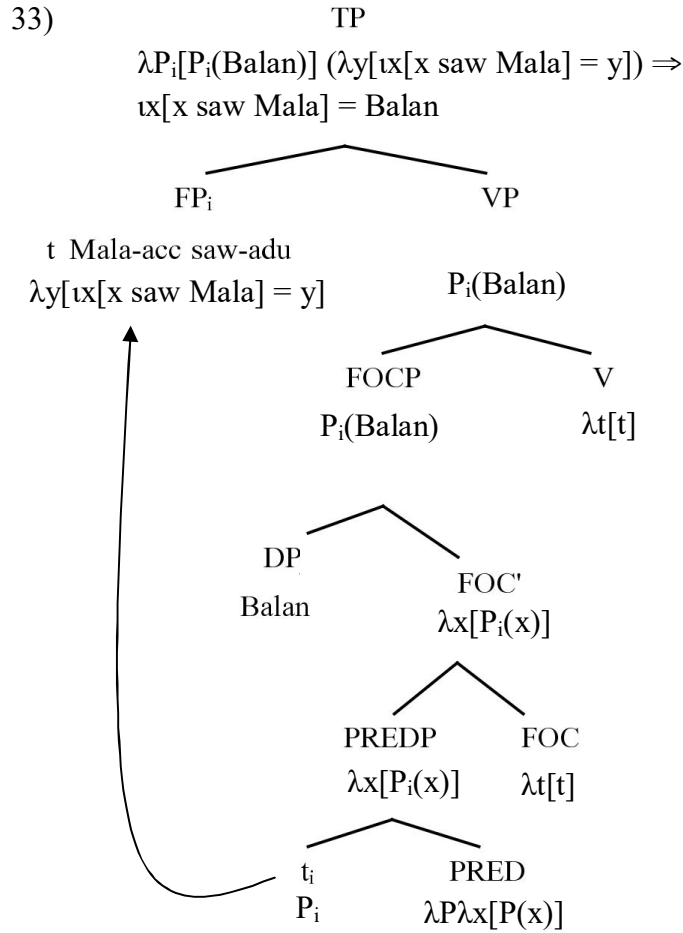 33) TP
λPᵢ[Pᵢ(Balan)] (λy[ιx[x saw Mala] = y]) ⇒
ιx[x saw Mala] = Balan
FPᵢ VP
t Mala-acc saw-adu
λy[ιx[x saw Mala] = y]
Pᵢ(Balan)
FOCP V
Pᵢ(Balan) λt[t]
DP FOC'
Balan λx[Pᵢ(x)]
PREDP FOC
λx[Pᵢ(x)] λt[t]
tᵢ PRED
Pᵢ λPλx[P(x)]